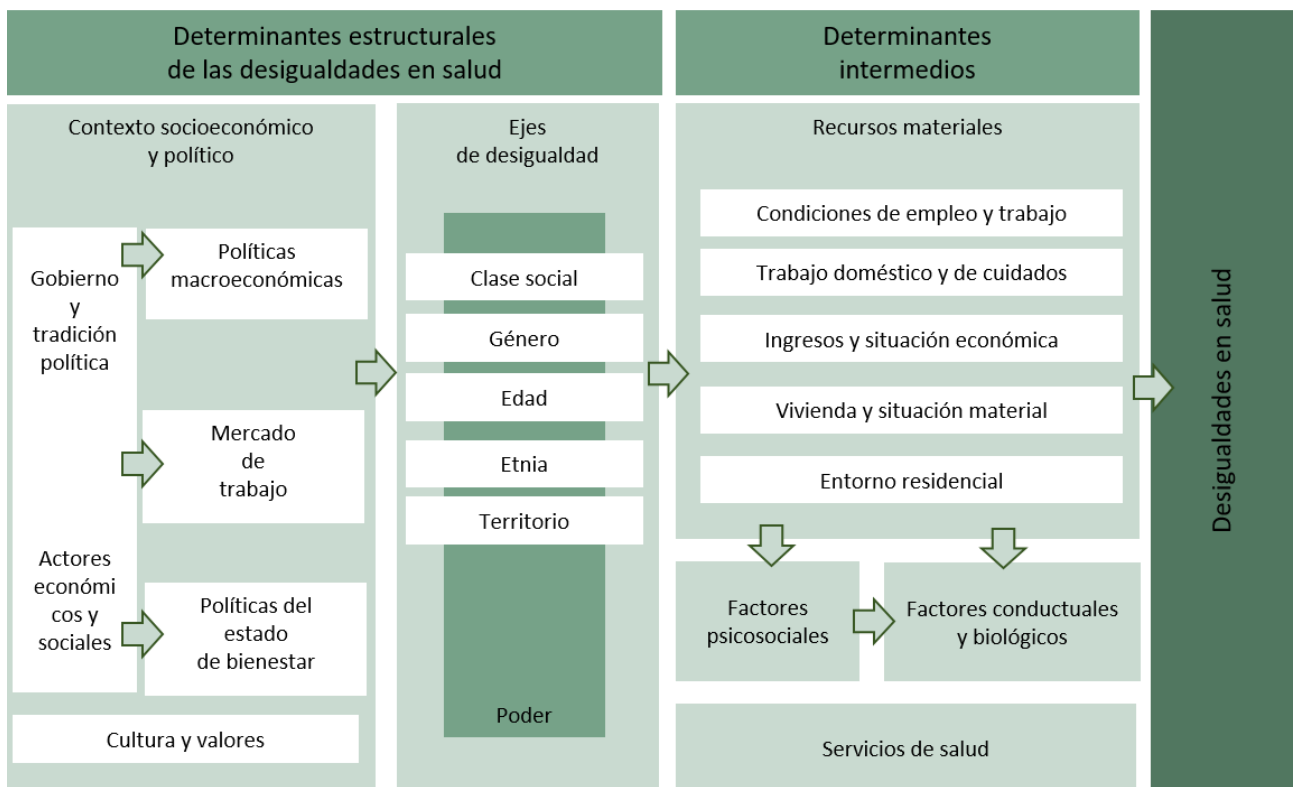 Determinantes estructurales
de las desigualdades en salud
Determinantes
intermedios
Contexto socioeconómico
y político
Ejes
de desigualdad
Recursos materiales
Gobierno
y
tradición
política
Actores
económi
cos y
sociales
Políticas
macroeconómicas
Mercado
de
trabajo
Políticas del
estado
de bienestar
Cultura y valores
Clase social
Género
Edad
Etnia
Territorio
Poder
Condiciones de empleo y trabajo
Trabajo doméstico y de cuidados
Ingresos y situación económica
Vivienda y situación material
Entorno residencial
Factores
psicosociales
Factores conductuales
y biológicos
Servicios de salud
Desigualdades en salud